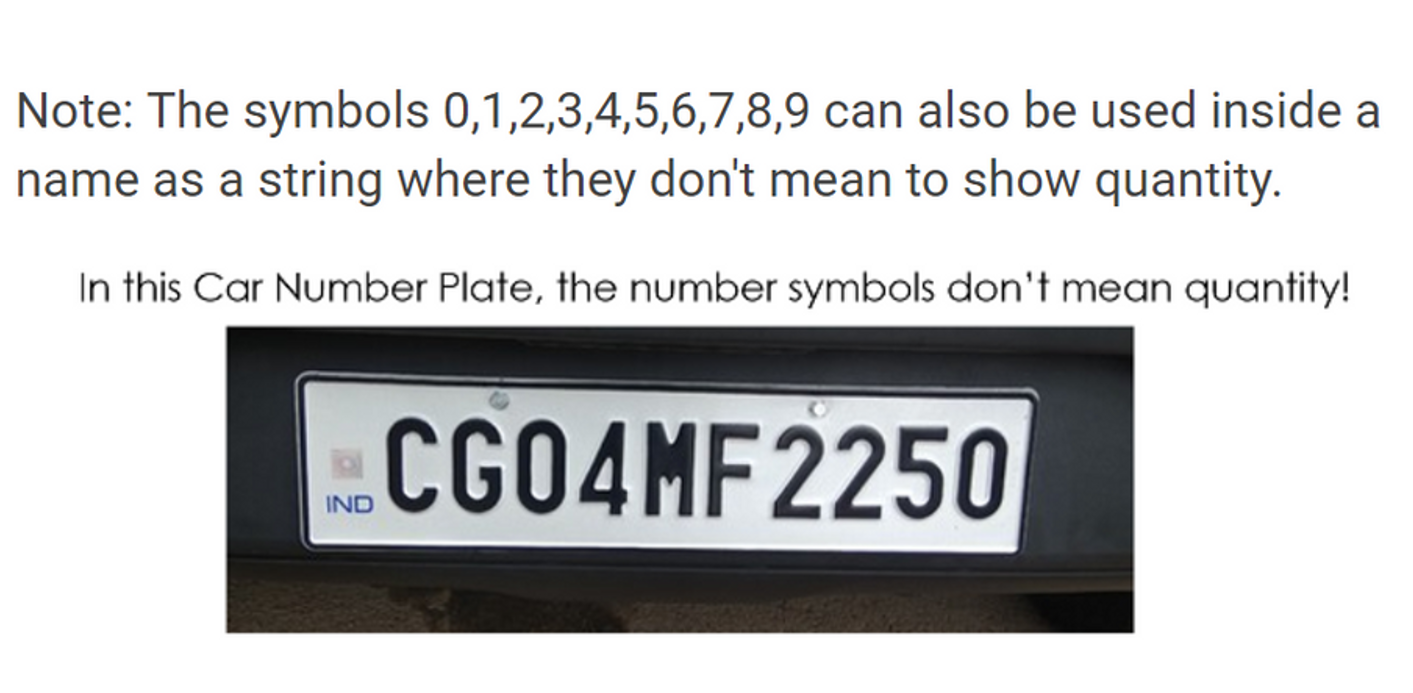 Note: The symbols 0,1,2,3,4,5,6,7,8,9 can also be used inside a
name as a string where they don't mean to show quantity.
In this Car Number Plate, the number symbols don't mean quantity!
IND
CG04MF2250